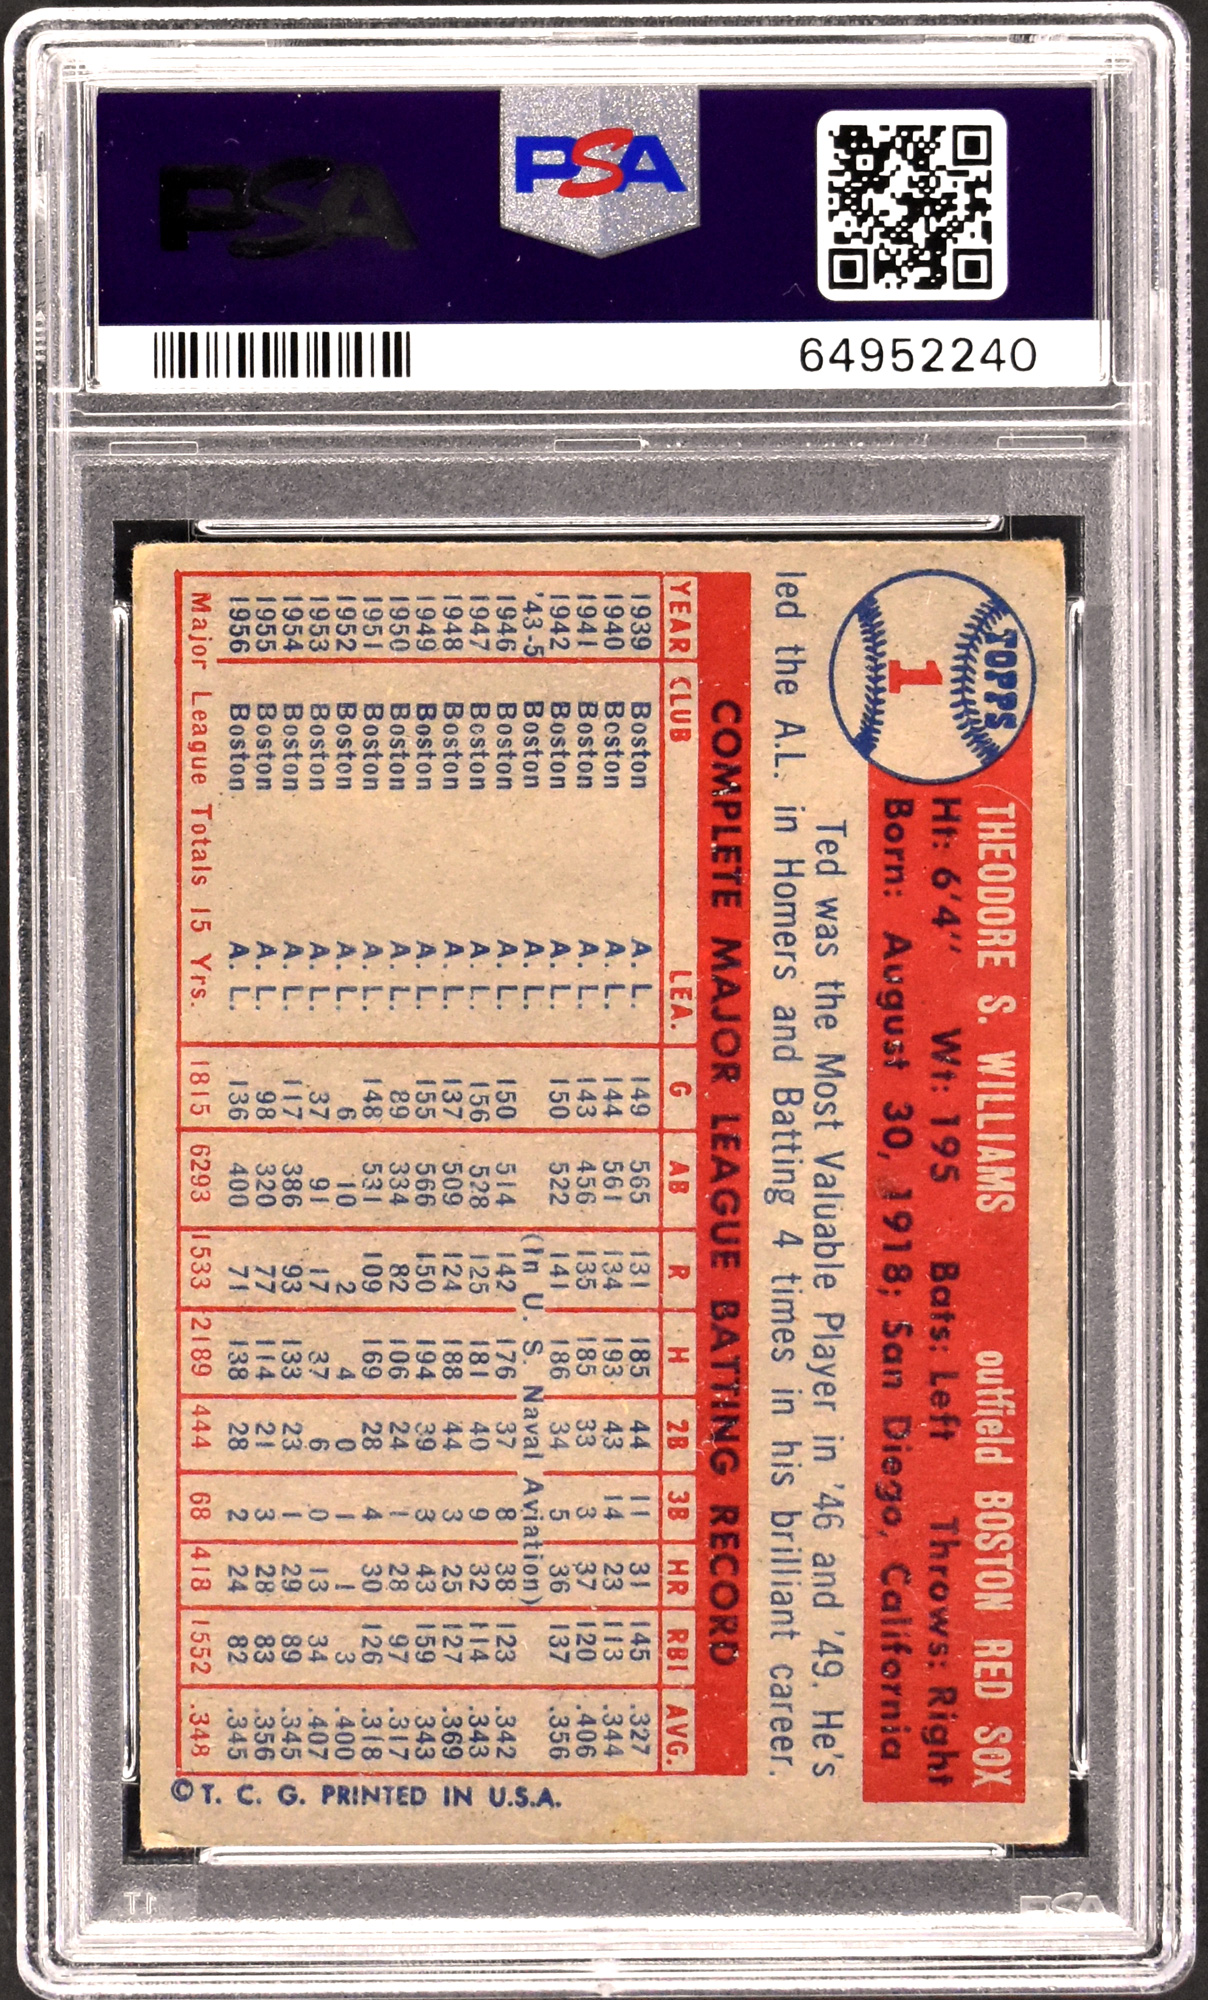 PSA
PSA
64952240
TOPPS
1
THEODORE S. WILLIAMS outfield BOSTON RED SOX
Ht: 6'4" Wt: 195 Bats: Left Throws: Right
Born: August 30, 1918; San Diego, California
Ted was the Most Valuable Player in '46 and '49. He's
led the A.L. in Homers and Batting 4 times in his brilliant career.
COMPLETE MAJOR LEAGUE BATTING RECORD
YEAR CLUB LEA. G AB R H 2B 3B HR RBI AVG.
1939 Boston A. L. 149 565 131 185 44 11 31 145 .327
1940 Boston A. L. 144 561 134 193 43 14 23 113 .344
1941 Boston A. L. 143 456 135 185 33 3 37 120 .406
1942 Boston A. L. 150 522 141 186 34 5 36 137 .356
'43-5 Boston A. L. (In U. S. Naval Aviation)
1946 Boston A. L. 150 514 142 176 37 8 38 123 .342
1947 Boston A. L. 156 528 125 181 40 9 32 114 .343
1948 Boston A. L. 137 509 124 188 44 3 25 127 .369
1949 Boston A. L. 155 566 150 194 39 3 43 159 .343
1950 Boston A. L. 89 334 82 106 24 1 28 97 .317
1951 Boston A. L. 148 531 109 169 28 4 30 126 .318
1952 Boston A. L. 6 10 2 4 0 1 1 3 .400
1953 Boston A. L. 37 91 17 37 6 0 13 34 .407
1954 Boston A. L. 117 386 93 133 23 1 29 89 .345
1955 Boston A. L. 98 320 77 114 21 3 28 83 .356
1956 Boston A. L. 136 400 71 138 28 2 24 82 .345
Major League Totals 15 Yrs. 1815 6293 1533 2189 444 68 418 1552 .348
© T. C. G. PRINTED IN U.S.A.
PSA